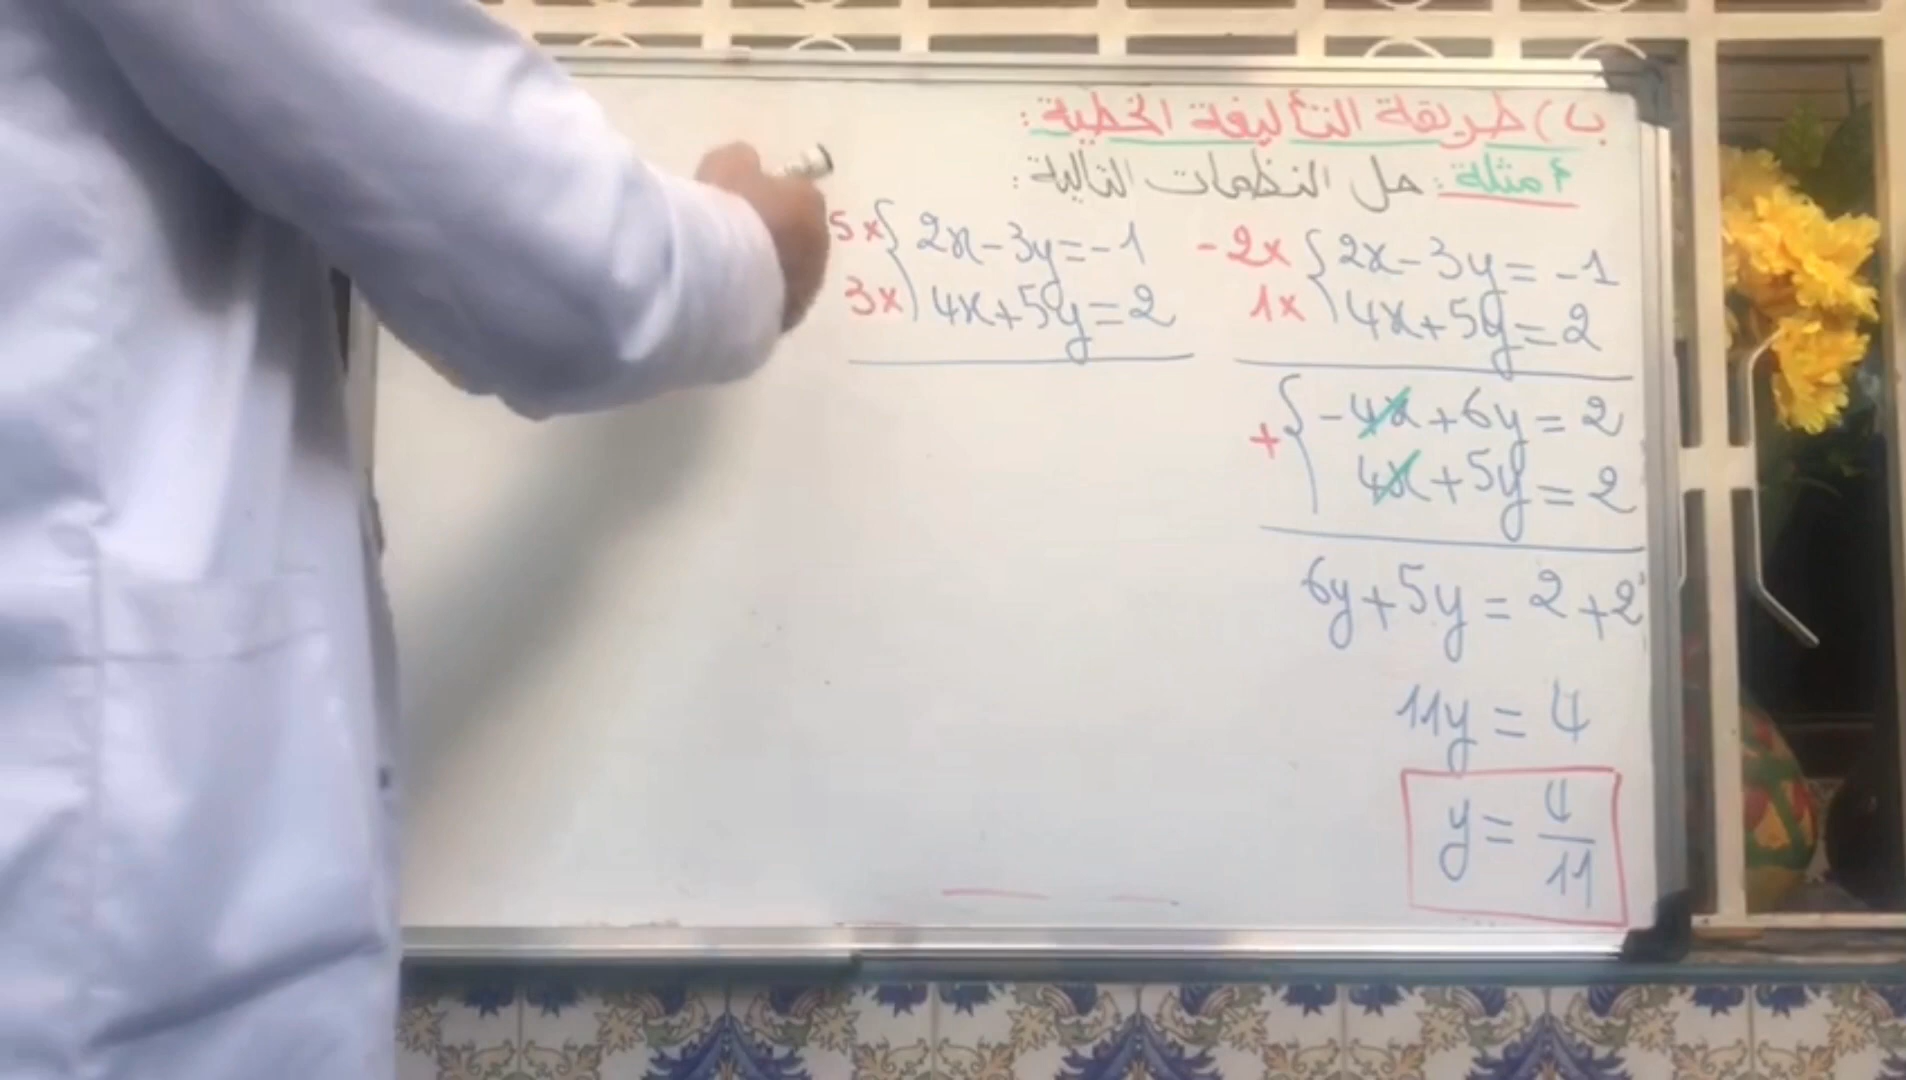 ب) طريقة التأليفة الخطية :
أمثلة : حل النظمات التالية :
-2x { 2x-3y=-1
1x { 4x+5y=2
+ { -4x+6y=2
4x+5y=2
6y+5y=2+2
11y=4
y=4/11
5x { 2x-3y=-1
3x { 4x+5y=2